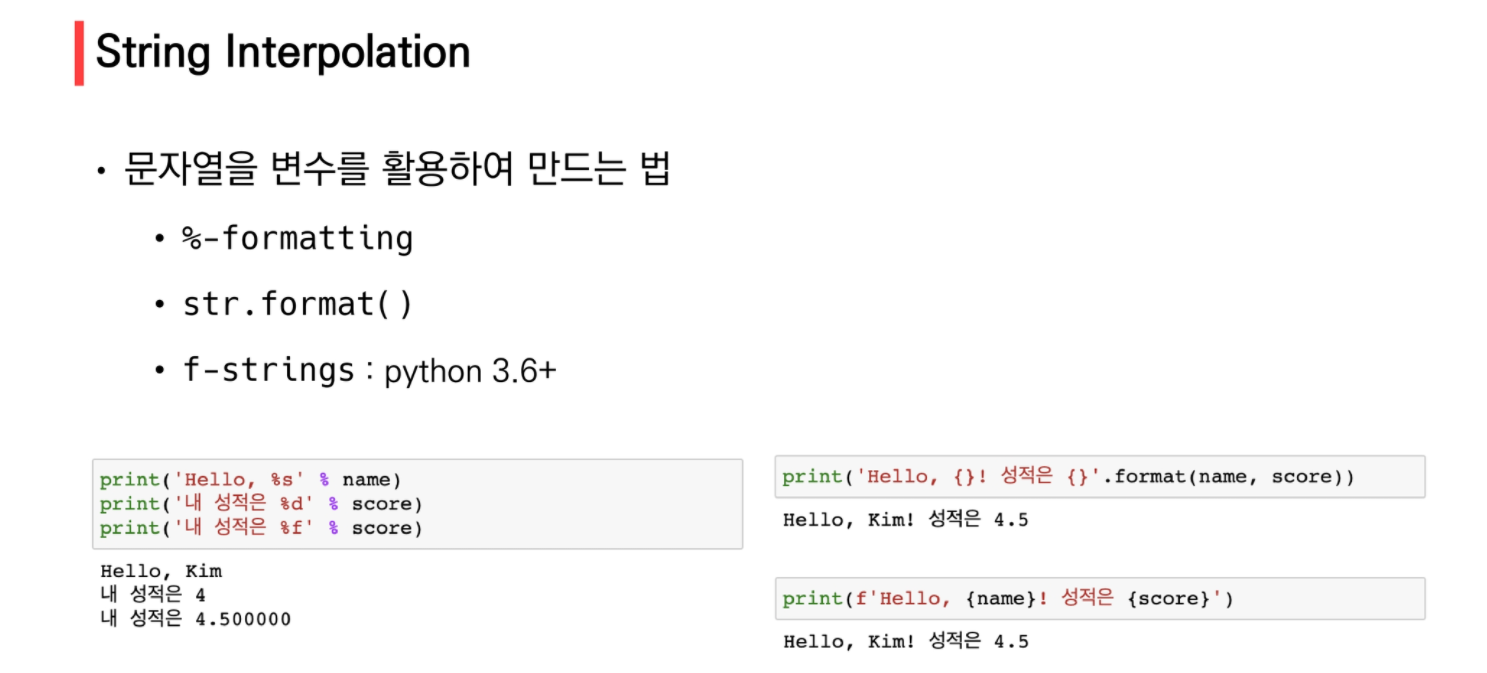 String Interpolation
• 문자열을 변수를 활용하여 만드는 법
• %-formatting
• str.format()
• f-strings : python 3.6+
print('Hello, %s' % name)
print('내 성적은 %d' % score)
print('내 성적은 %f' % score)
Hello, Kim
내 성적은 4
내 성적은 4.500000
print('Hello, {}! 성적은 {}'.format(name, score))
Hello, Kim! 성적은 4.5
print(f'Hello, {name}! 성적은 {score}')
Hello, Kim! 성적은 4.5